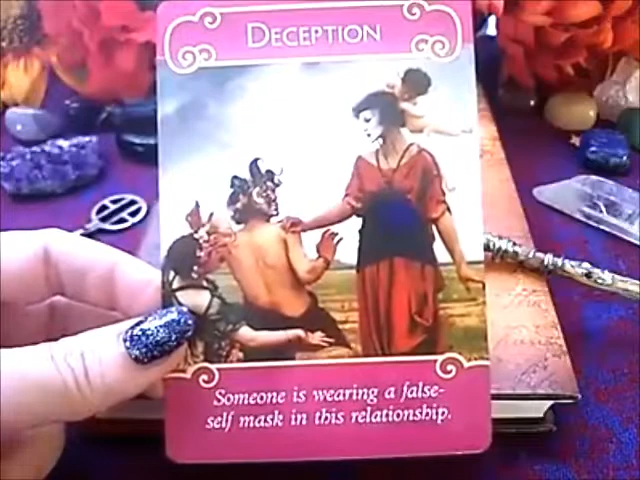 DECEPTION
Someone is wearing a false-
self mask in this relationship.